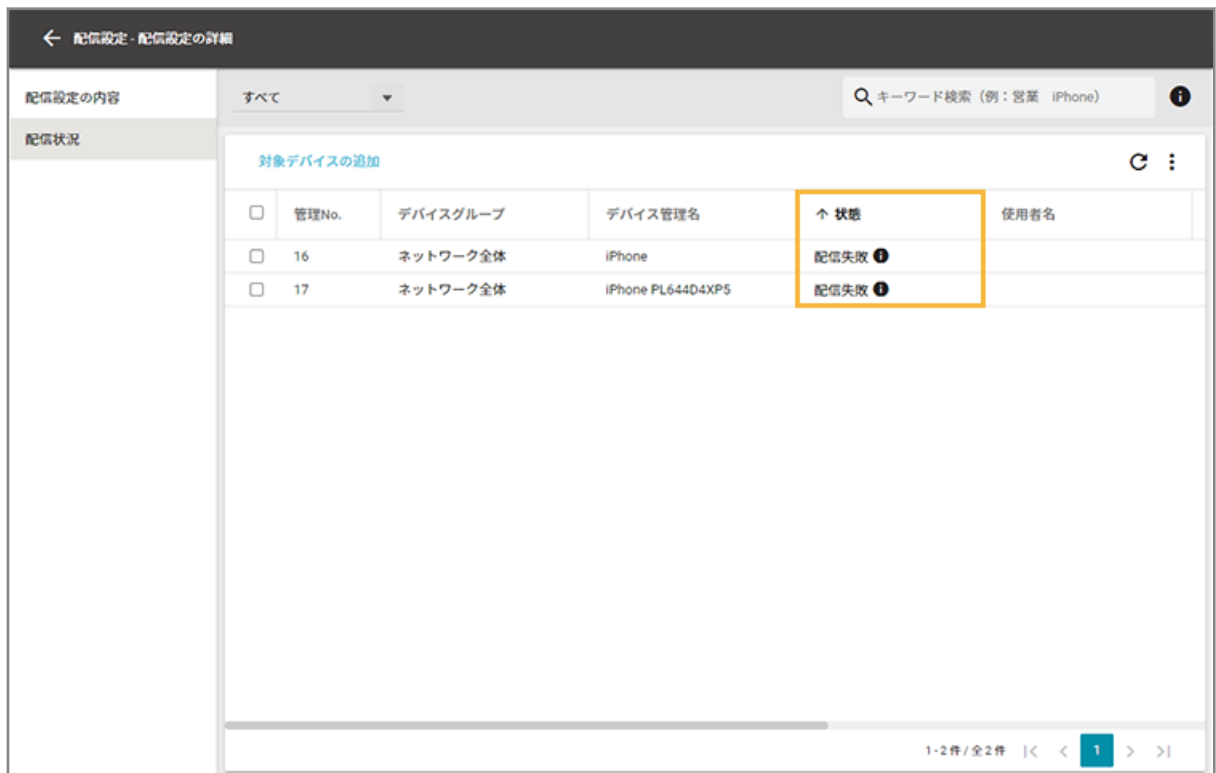 配信設定 - 配信設定の詳細
配信設定の内容
配信状況
すべて
キーワード検索（例：営業　iPhone）
対象デバイスの追加
管理No. デバイスグループ デバイス管理名 状態 使用者名
16 ネットワーク全体 iPhone 配信失敗
17 ネットワーク全体 iPhone PL644D4XPS 配信失敗
1-2件/全2件 1